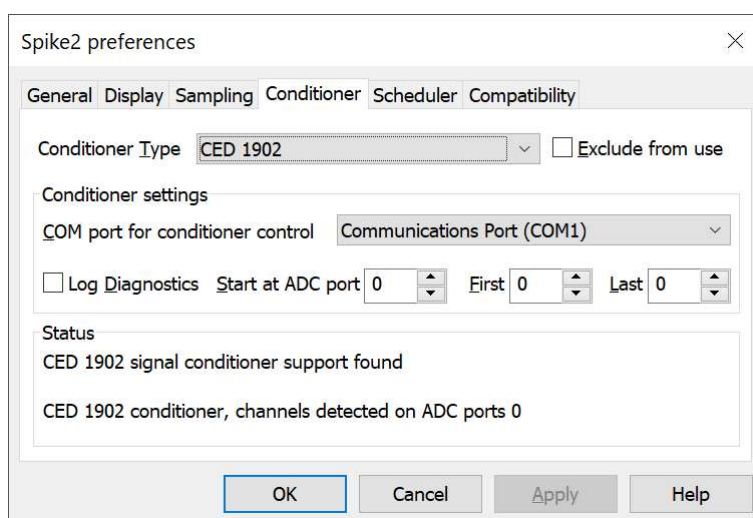 Spike2 preferences
General Display Sampling Conditioner Scheduler Compatibility
Conditioner Type CED 1902 Exclude from use
Conditioner settings
COM port for conditioner control Communications Port (COM1)
Log Diagnostics Start at ADC port 0 First 0 Last 0
Status
CED 1902 signal conditioner support found
CED 1902 conditioner, channels detected on ADC ports 0
OK Cancel Apply Help